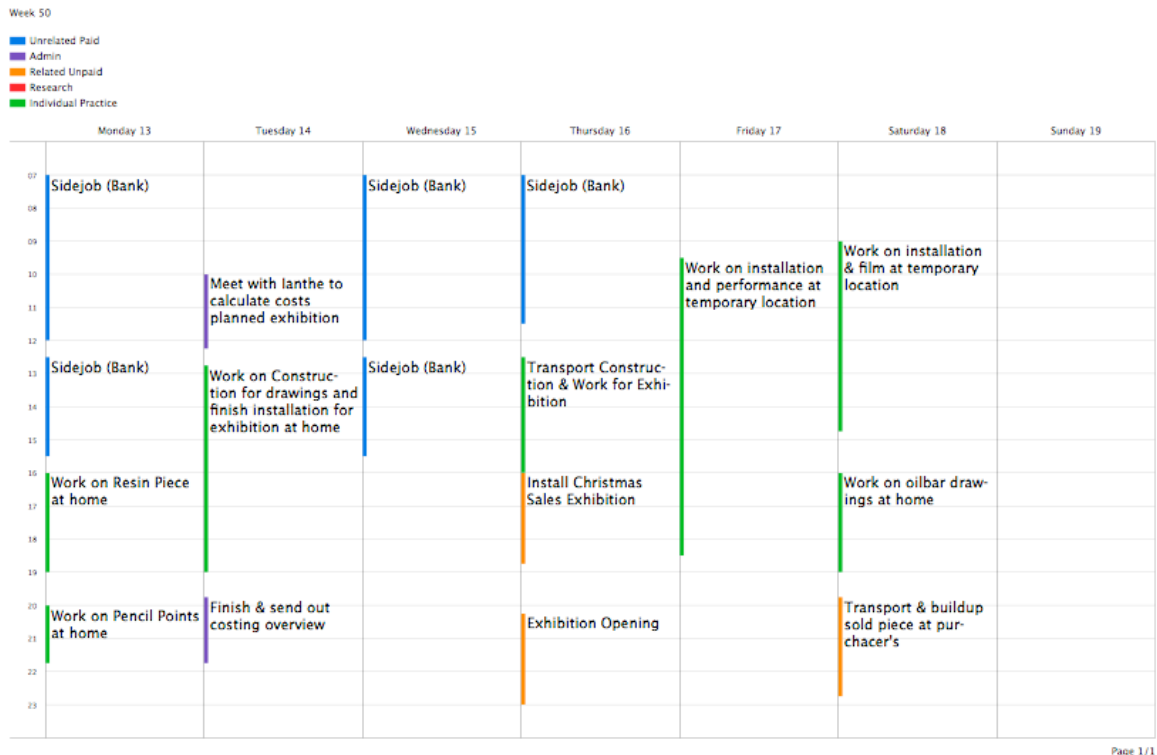 Week 50
Unrelated Paid
Admin
Related Unpaid
Research
Individual Practice
Monday 13
Tuesday 14
Wednesday 15
Thursday 16
Friday 17
Saturday 18
Sunday 19
07
08
09
10
11
12
13
14
15
16
17
18
19
20
21
22
23
Sidejob (Bank)
Sidejob (Bank)
Work on Resin Piece
at home
Work on Pencil Points
at home
Meet with Ianthe to
calculate costs
planned exhibition
Work on Construc-
tion for drawings and
finish installation for
exhibition at home
Finish & send out
costing overview
Sidejob (Bank)
Sidejob (Bank)
Sidejob (Bank)
Transport Construc-
tion & Work for Exhi-
bition
Install Christmas
Sales Exhibition
Exhibition Opening
Work on installation
and performance at
temporary location
Work on installation
& film at temporary
location
Work on oilbar draw-
ings at home
Transport & buildup
sold piece at pur-
chacer's
Page 1/1